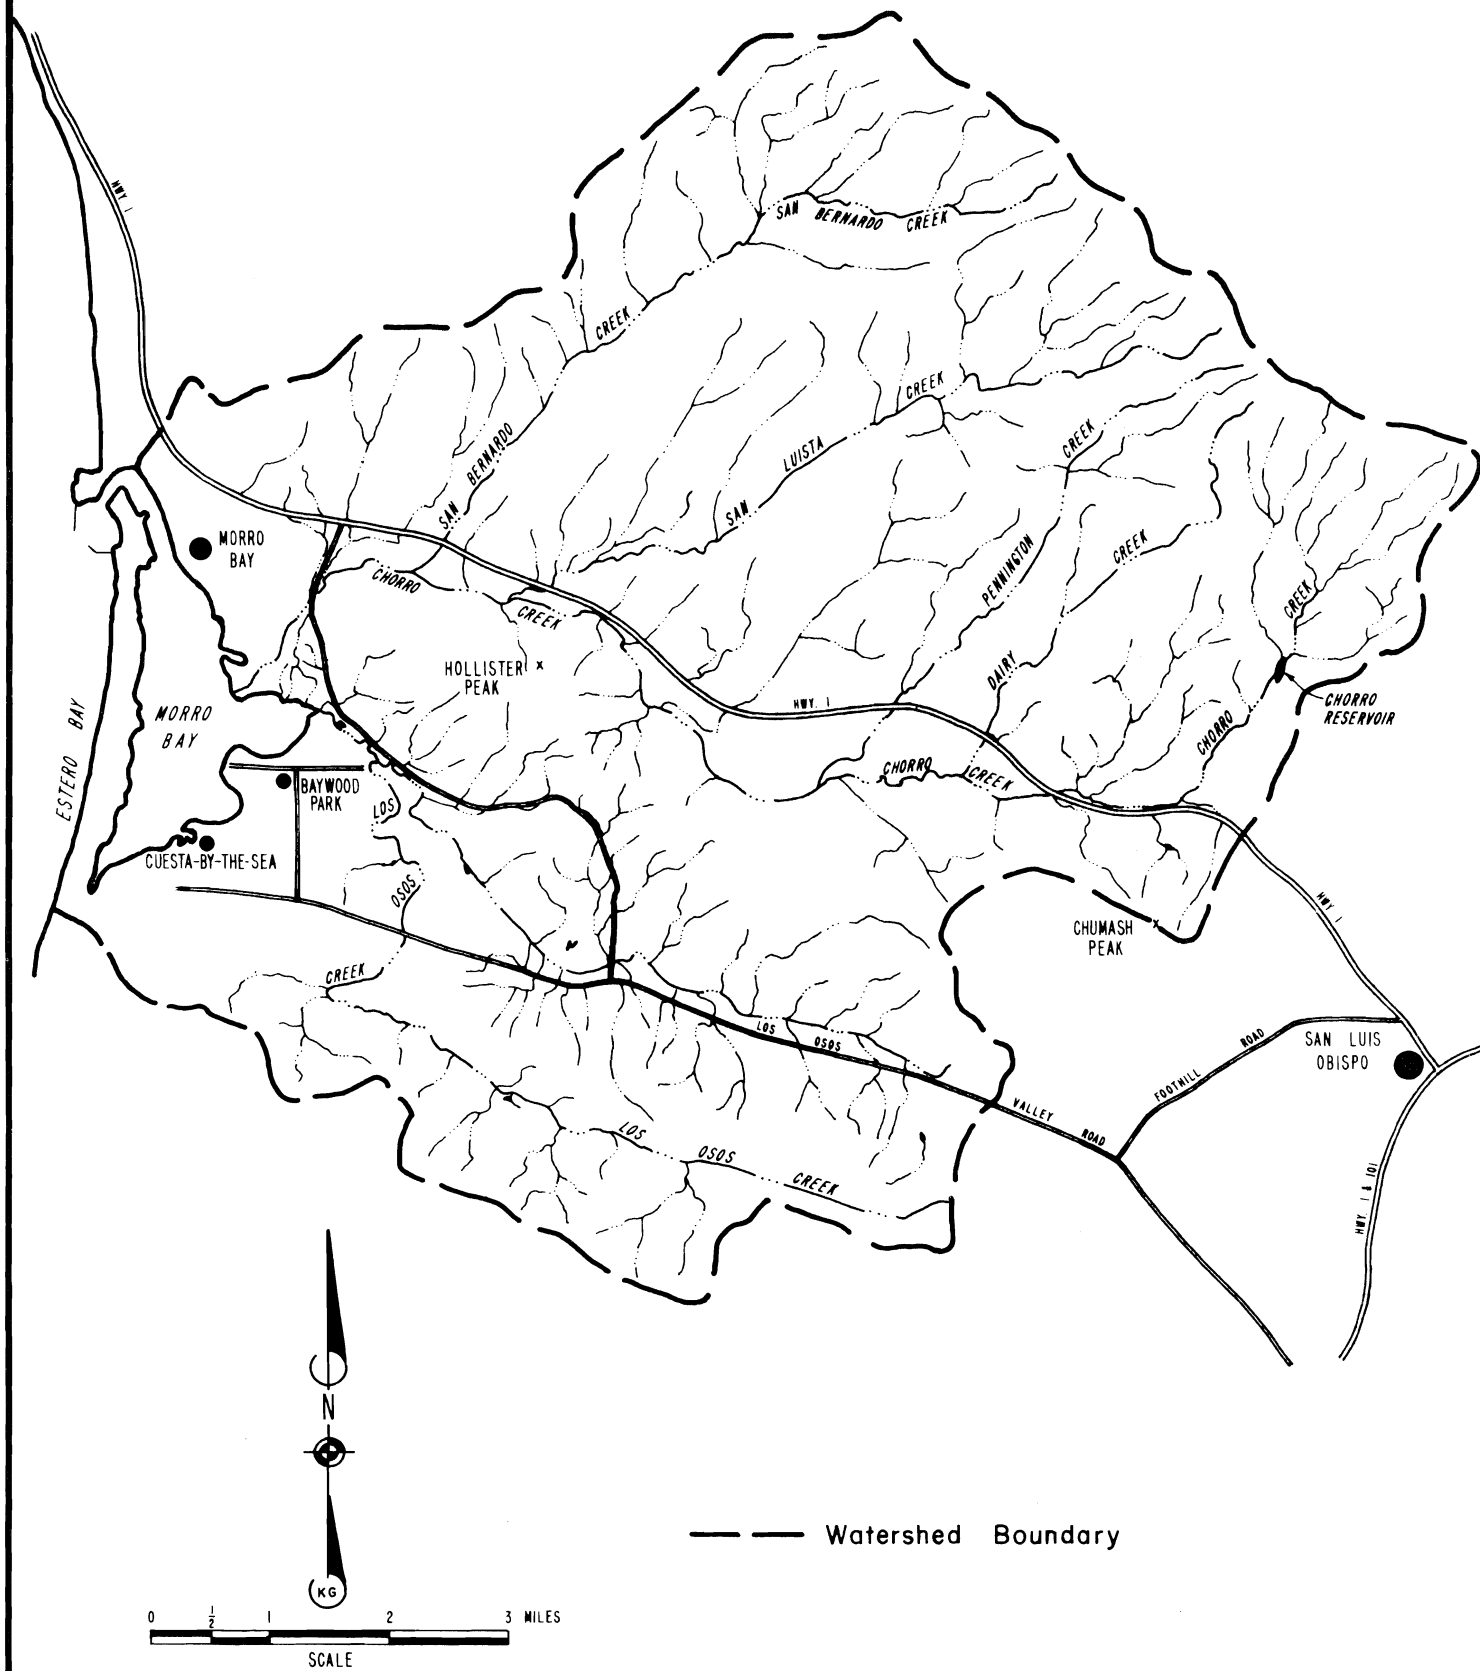 HWY 1
SAN BERNARDO CREEK
CREEK
CREEK
LUISTA
SAN
SAN BERNARDO
CREEK
PENNINGTON
CREEK
DAIRY
CREEK
CHORRO
CHORRO
RESERVOIR
MORRO
BAY
CHORRO
CREEK
HOLLISTER x
PEAK
HWY. 1
CHORRO
CREEK
MORRO
BAY
ESTERO BAY
BAYWOOD
PARK
LOS
OSOS
CREEK
CUESTA-BY-THE-SEA
HWY 1
CHUMASH
PEAK
x
LOS OSOS VALLEY ROAD
FOOTHILL ROAD
SAN LUIS
OBISPO
LOS OSOS CREEK
HWY 1 & 101
N
KG
Watershed Boundary
0 1/2 1 2 3 MILES
SCALE